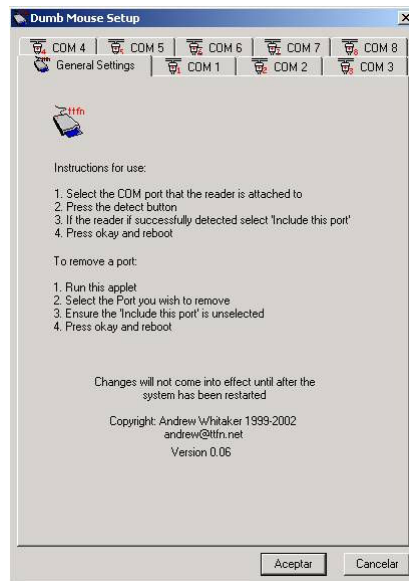 Dumb Mouse Setup
COM 4 COM 5 COM 6 COM 7 COM 8
General Settings COM 1 COM 2 COM 3
ttfn
Instructions for use:
1. Select the COM port that the reader is attached to
2. Press the detect button
3. If the reader if successfully detected select 'Include this port'
4. Press okay and reboot
To remove a port:
1. Run this applet
2. Select the Port you wish to remove
3. Ensure the 'Include this port' is unselected
4. Press okay and reboot
Changes will not come into effect until after the
system has been restarted
Copyright: Andrew Whitaker 1999-2002
andrew@ttfn.net
Version 0.06
Aceptar Cancelar